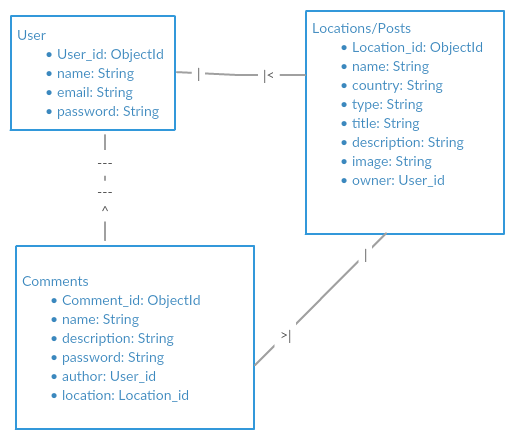 User
• User_id: ObjectId
• name: String
• email: String
• password: String
Locations/Posts
• Location_id: ObjectId
• name: String
• country: String
• type: String
• title: String
• description: String
• image: String
• owner: User_id
|
|<
---
'
---
^
|
>|
Comments
• Comment_id: ObjectId
• name: String
• description: String
• password: String
• author: User_id
• location: Location_id